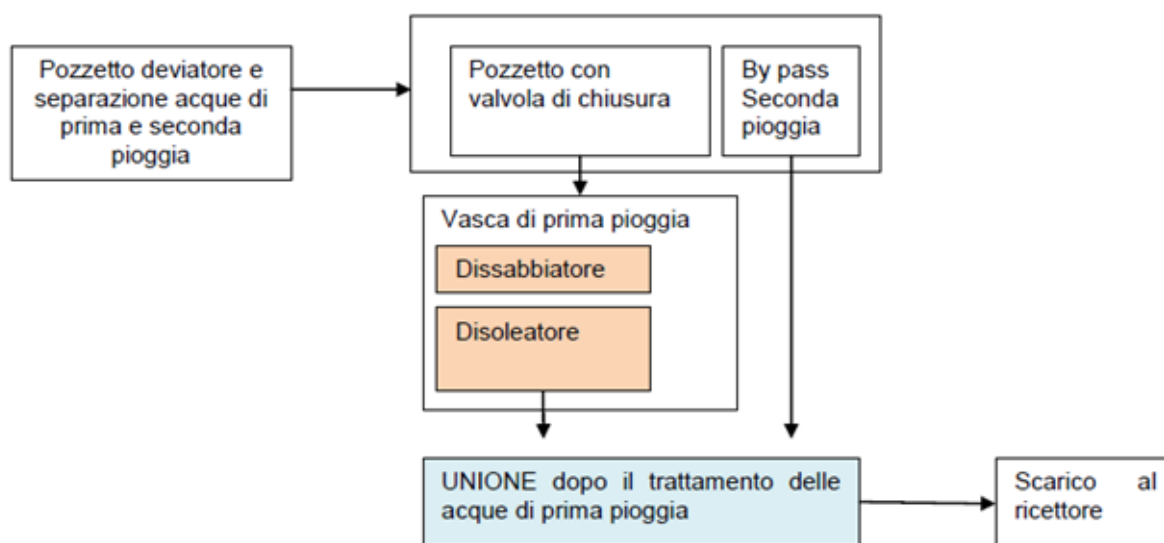 Pozzetto deviatore e
separazione acque di
prima e seconda
pioggia
Pozzetto con
valvola di chiusura
By pass
Seconda
pioggia
Vasca di prima pioggia
Dissabbiatore
Disoleatore
UNIONE dopo il trattamento delle
acque di prima pioggia
Scarico al
ricettore